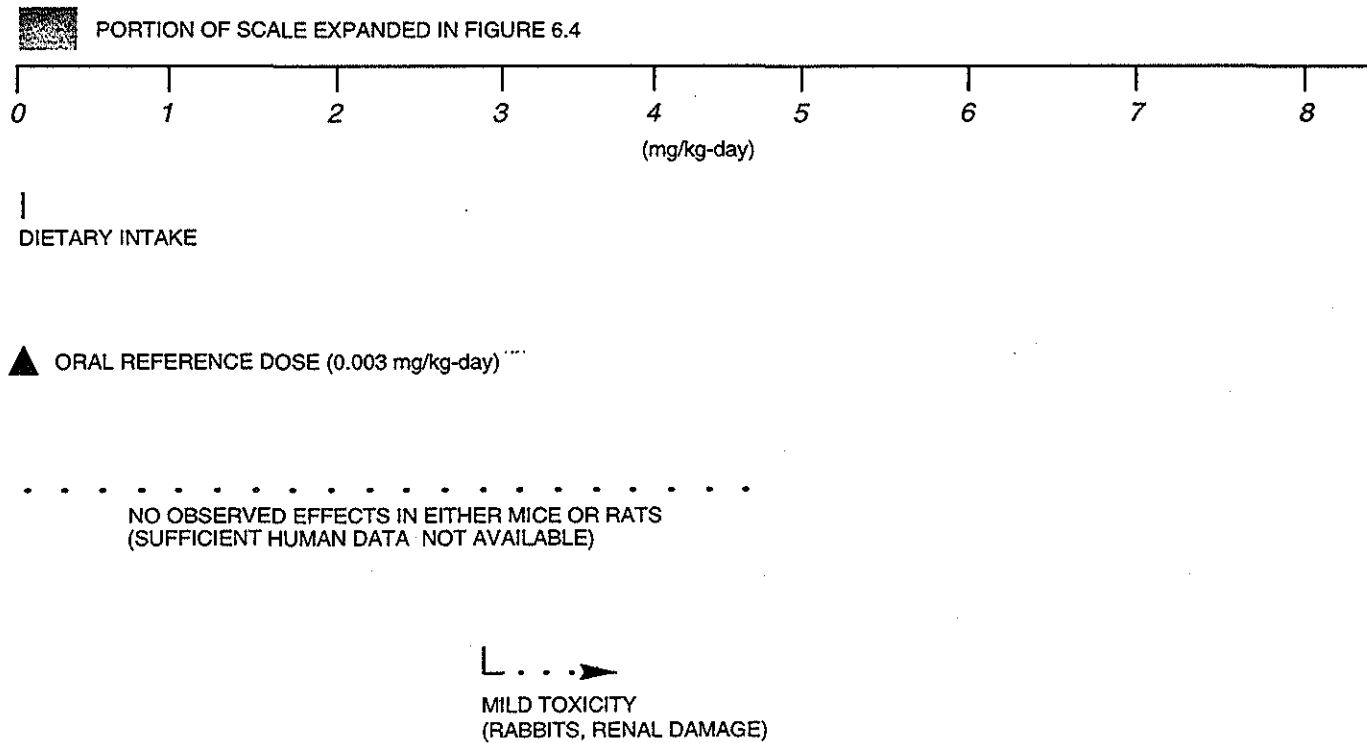 PORTION OF SCALE EXPANDED IN FIGURE 6.4
0 1 2 3 4 5 6 7 8
(mg/kg-day)
DIETARY INTAKE
ORAL REFERENCE DOSE (0.003 mg/kg-day)
NO OBSERVED EFFECTS IN EITHER MICE OR RATS
(SUFFICIENT HUMAN DATA NOT AVAILABLE)
MILD TOXICITY
(RABBITS, RENAL DAMAGE)